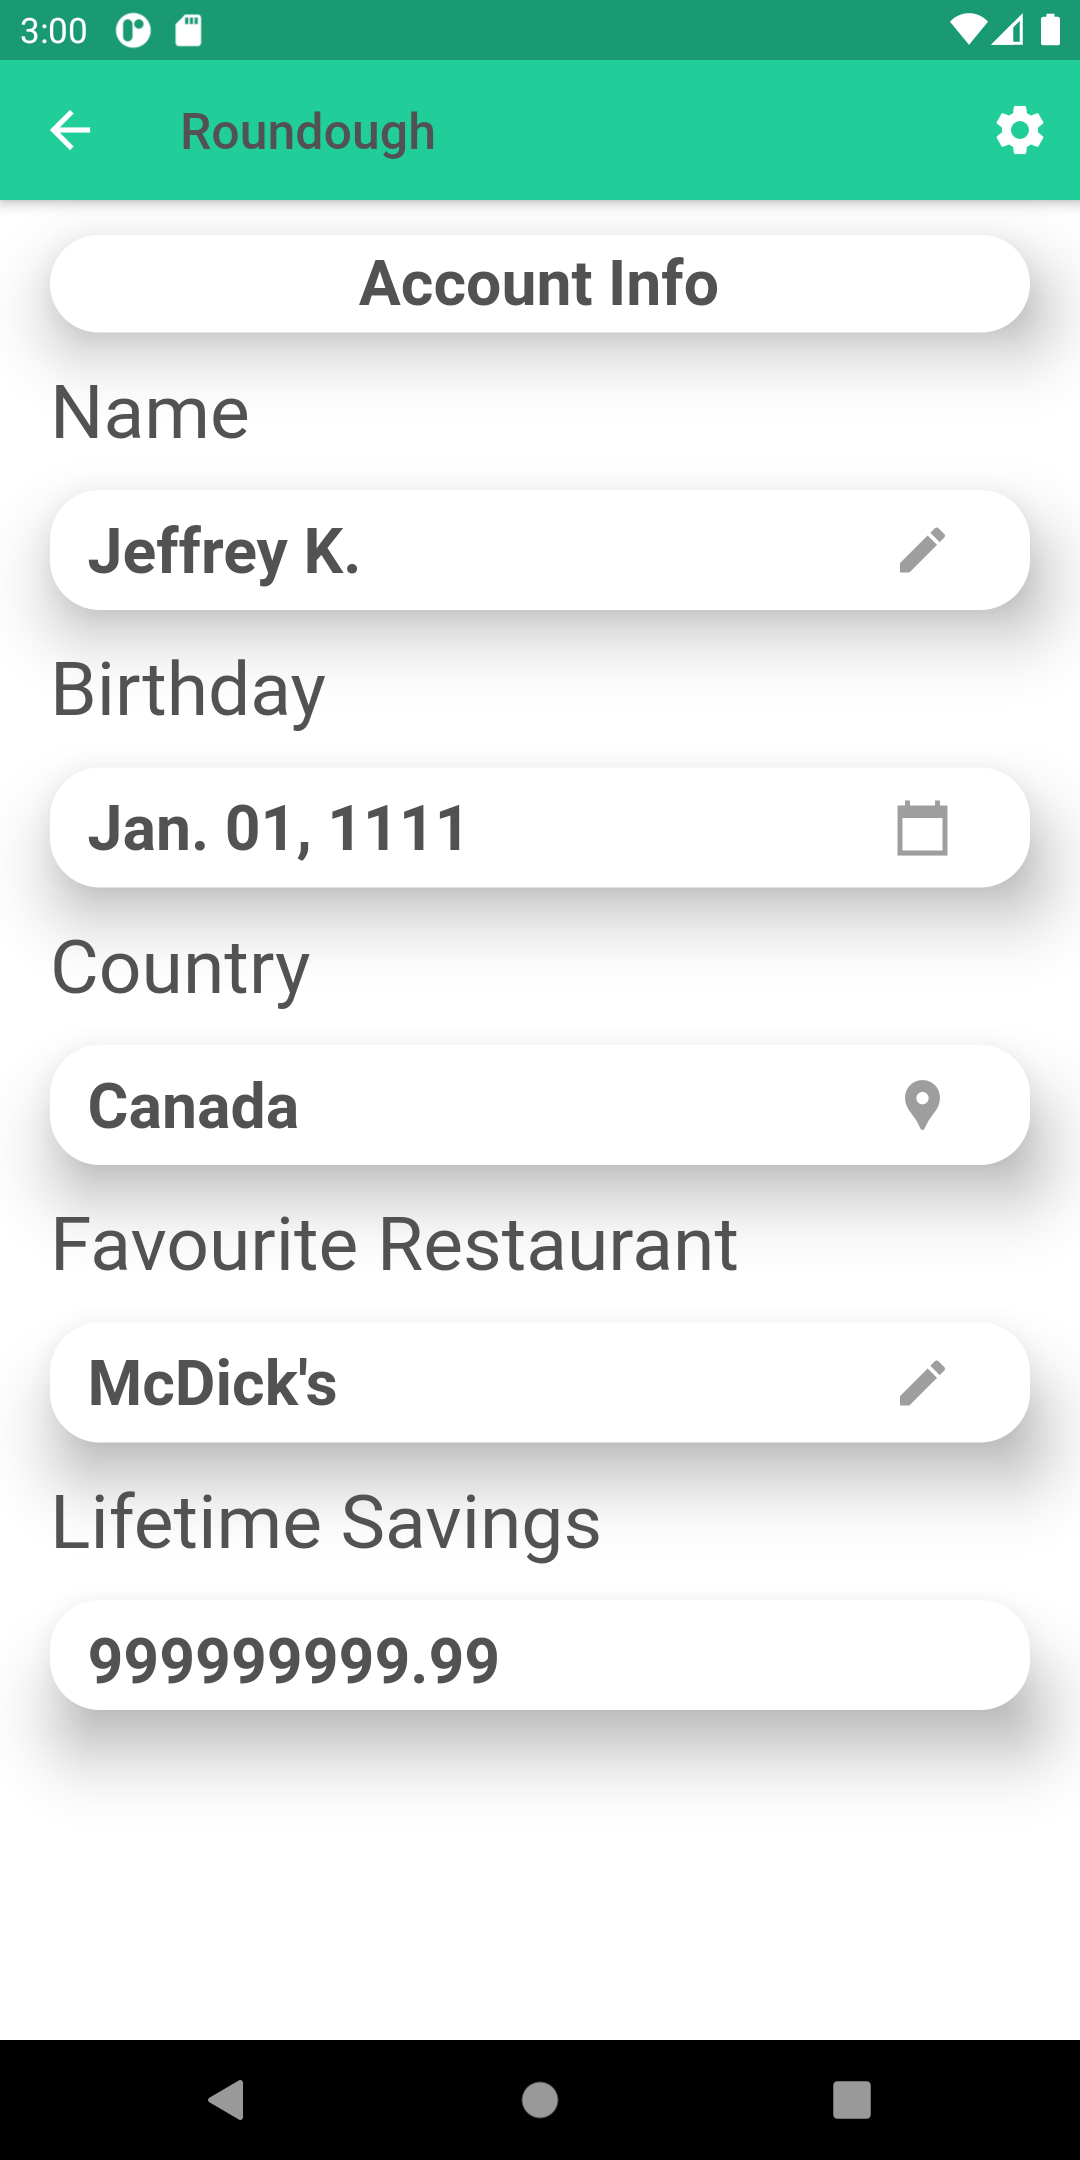 3:00
Roundough
Account Info
Name
Jeffrey K.
Birthday
Jan. 01, 1111
Country
Canada
Favourite Restaurant
McDick's
Lifetime Savings
999999999.99